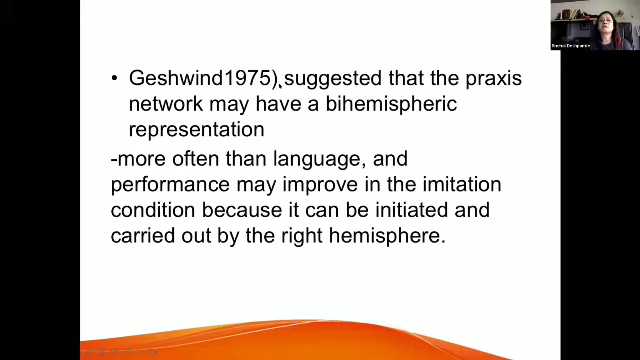 • Geshwind1975) suggested that the praxis
network may have a bihemispheric
representation
-more often than language, and
performance may improve in the imitation
condition because it can be initiated and
carried out by the right hemisphere.